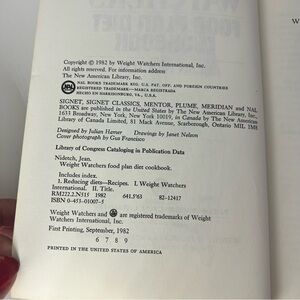 Copyright © 1982 by Weight Watchers International, Inc.
All rights reserved. For information address
The New American Library, Inc.
NAL BOOKS TRADEMARK REG. U.S. PAT. OFF. AND FOREIGN COUNTRIES
REGISTERED TRADEMARK—MARCA REGISTRADA
HECHO EN HARRISONBURG, VA., U.S.A.
SIGNET, SIGNET CLASSICS, MENTOR, PLUME, MERIDIAN and NAL
BOOKS are published in the United States by The New American Library, Inc.,
1633 Broadway, New York, New York 10019, in Canada by The New American
Library of Canada Limited, 81 Mack Avenue, Scarborough, Ontario M1L 1M8
Designed by Julian Hamer Drawings by Janet Nelson
Cover photograph by Gus Francisco
Library of Congress Cataloging in Publication Data
Nidetch, Jean.
Weight Watchers food plan diet cookbook.
Includes index.
1. Reducing diets—Recipes. I. Weight Watchers
International. II. Title.
RM222.2.N515 1982 641.5'63 82-12417
ISBN 0-453-01007-5
Weight Watchers and are registered trademarks of Weight
Watchers International, Inc.
First Printing, September, 1982
6 7 8 9
PRINTED IN THE UNITED STATES OF AMERICA